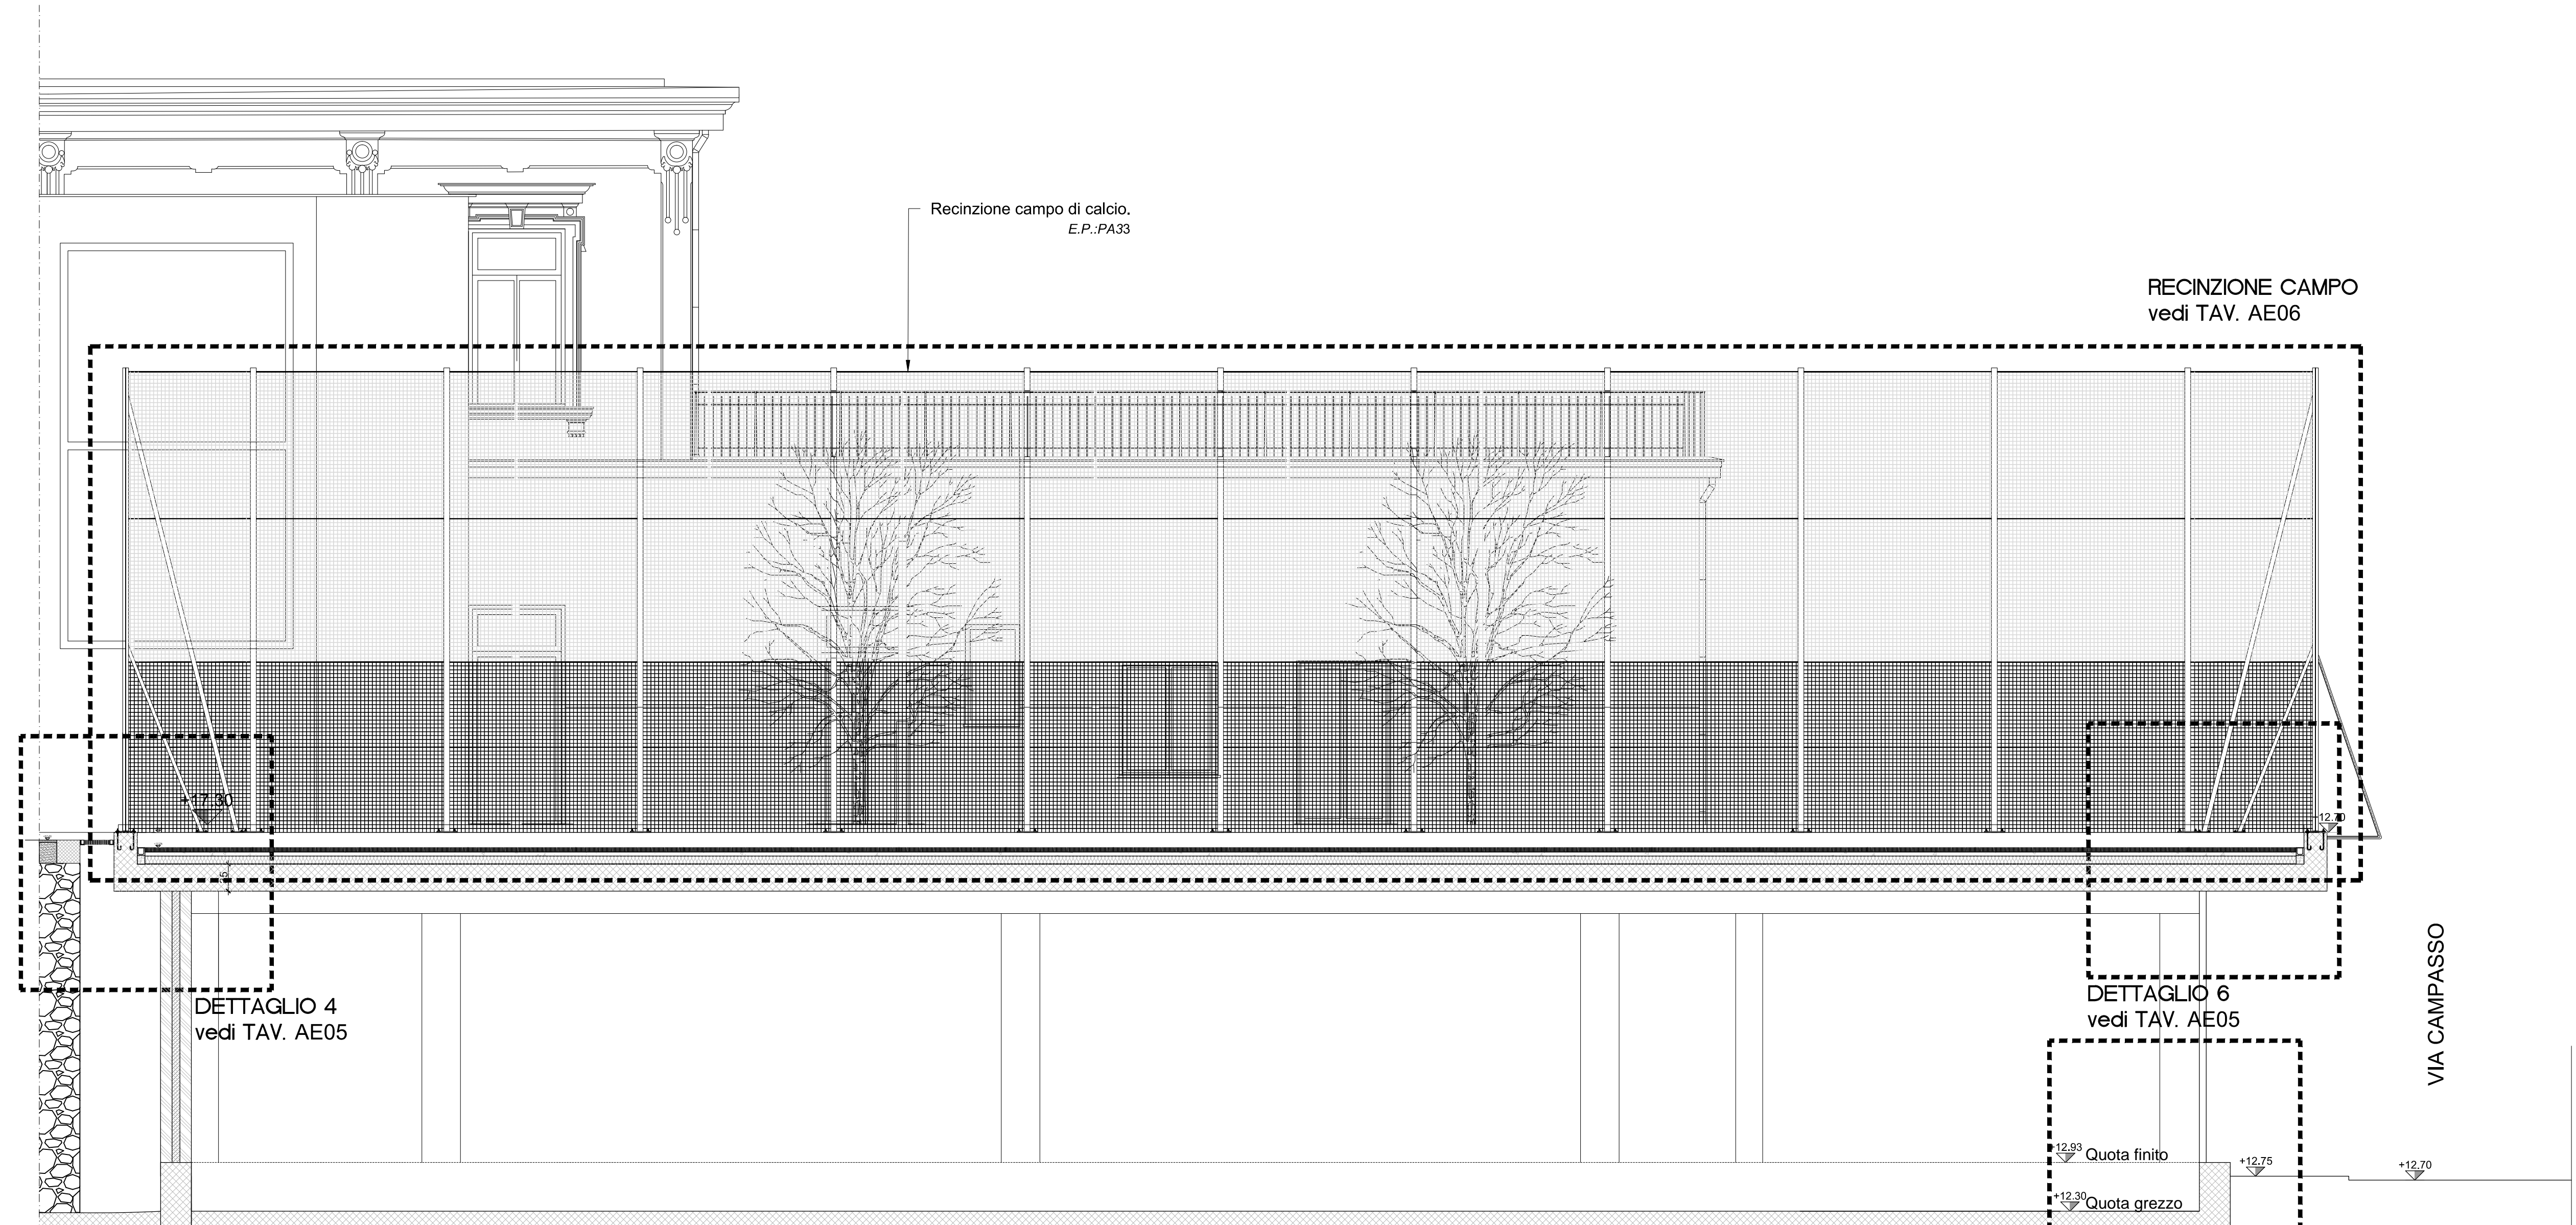 Recinzione campo di calcio.
E.P.:PA33
RECINZIONE CAMPO
vedi TAV. AE06
+17.30
+12.70
DETTAGLIO 4
vedi TAV. AE05
DETTAGLIO 6
vedi TAV. AE05
VIA CAMPASSO
+12.93
Quota finito
+12.75
+12.70
+12.30
Quota grezzo